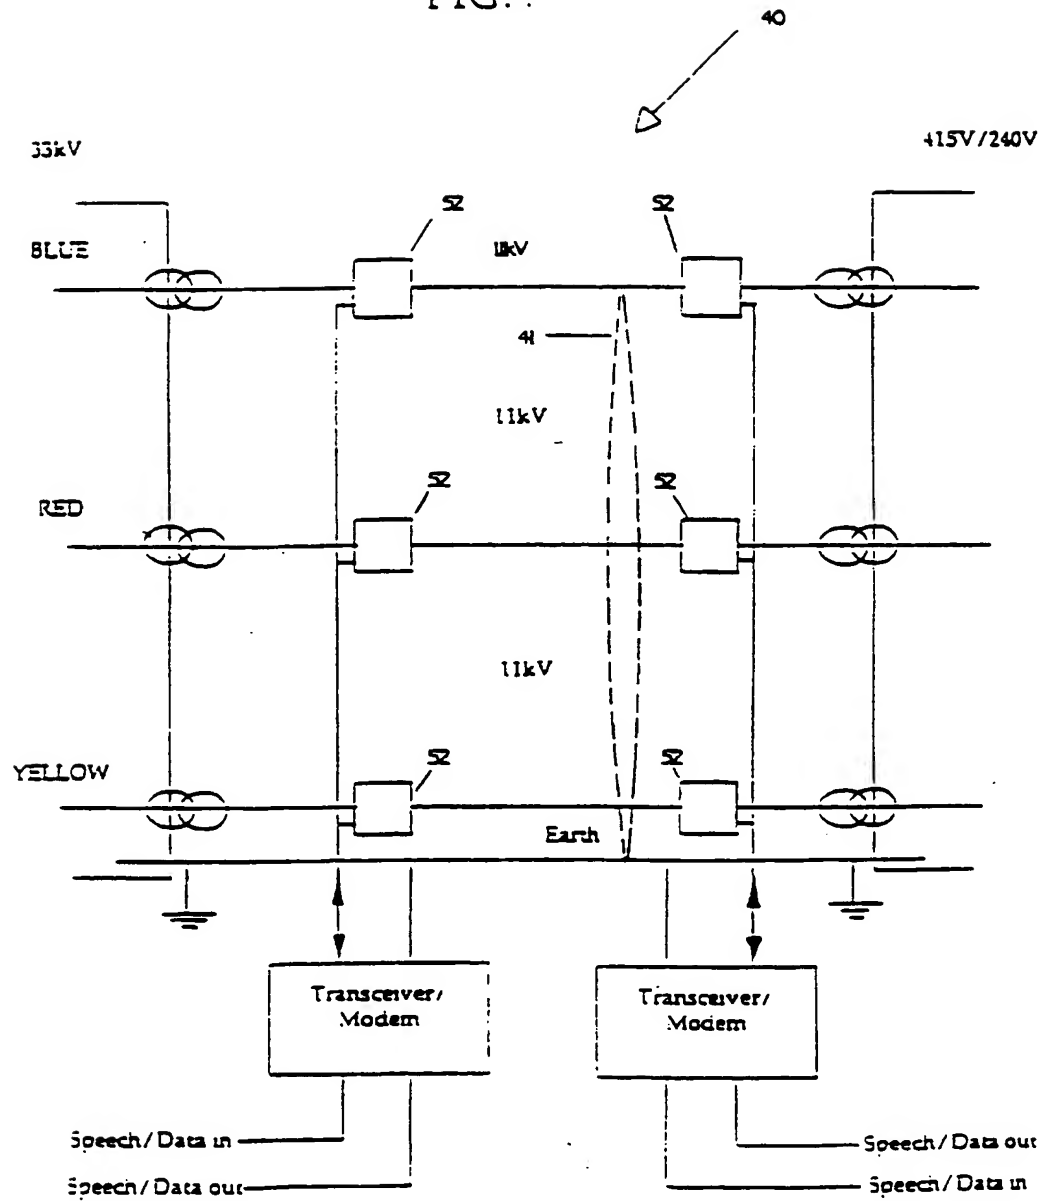 FIG.
40
33kV
415V/240V
52
52
BLUE
11kV
41
11kV
52
52
RED
11kV
52
52
YELLOW
Earth
Transceiver/
Modem
Transceiver/
Modem
Speech/Data in
Speech/Data out
Speech/Data out
Speech/Data in